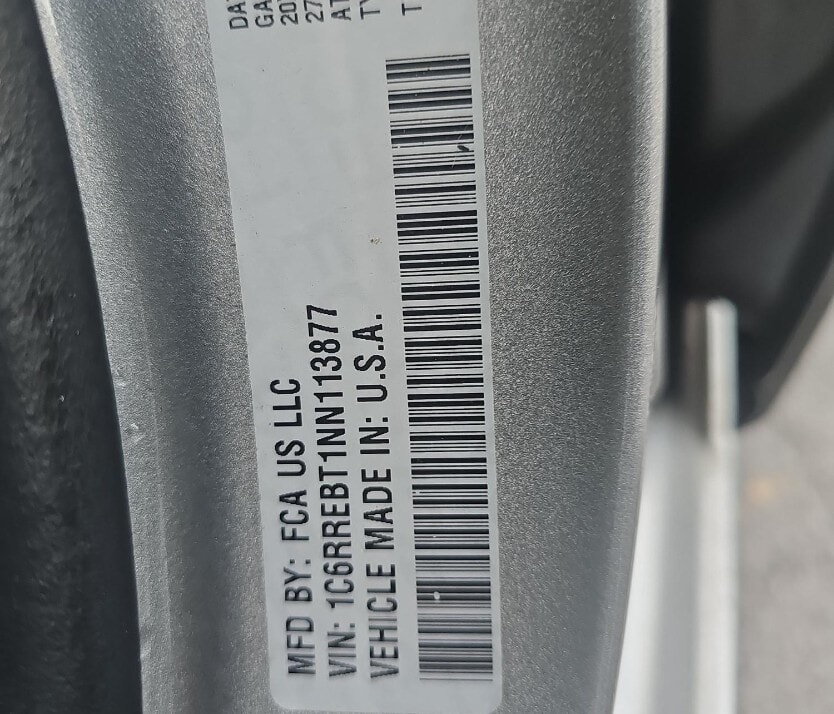 MFD BY: FCA US LLC
VIN: 1C6RREBT1NN113877
VEHICLE MADE IN: U.S.A.